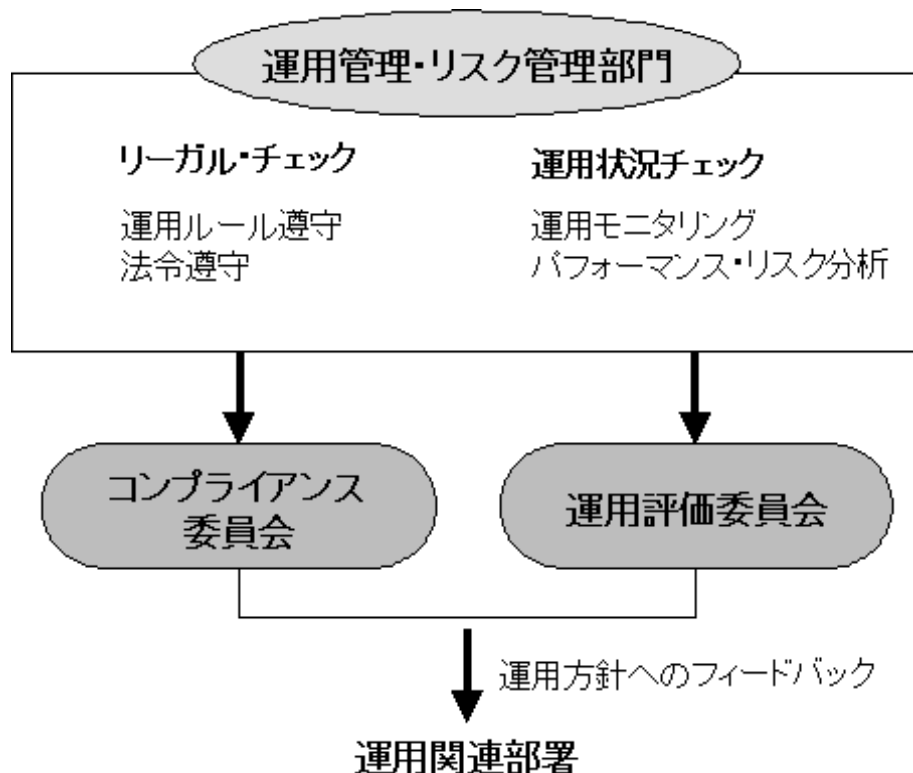 運用管理・リスク管理部門
リーガル・チェック
運用ルール遵守
法令遵守
運用状況チェック
運用モニタリング
パフォーマンス・リスク分析
コンプライアンス
委員会
運用評価委員会
運用方針へのフィードバック
運用関連部署